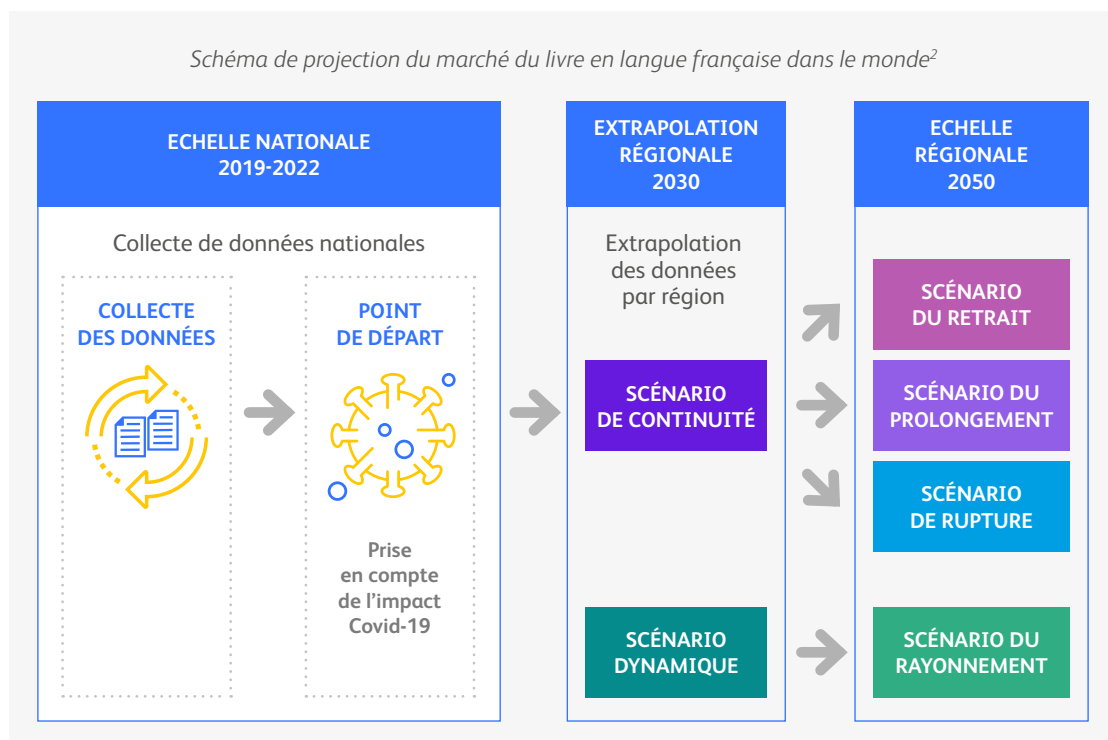 Schéma de projection du marché du livre en langue française dans le monde²
ECHELLE NATIONALE
2019-2022
Collecte de données nationales
COLLECTE
DES DONNÉES
POINT
DE DÉPART
Prise
en compte
de l’impact
Covid-19
EXTRAPOLATION
RÉGIONALE
2030
Extrapolation
des données
par région
SCÉNARIO
DE CONTINUITÉ
SCÉNARIO
DYNAMIQUE
ECHELLE
RÉGIONALE
2050
SCÉNARIO
DU RETRAIT
SCÉNARIO DU
PROLONGEMENT
SCÉNARIO
DE RUPTURE
SCÉNARIO DU
RAYONNEMENT